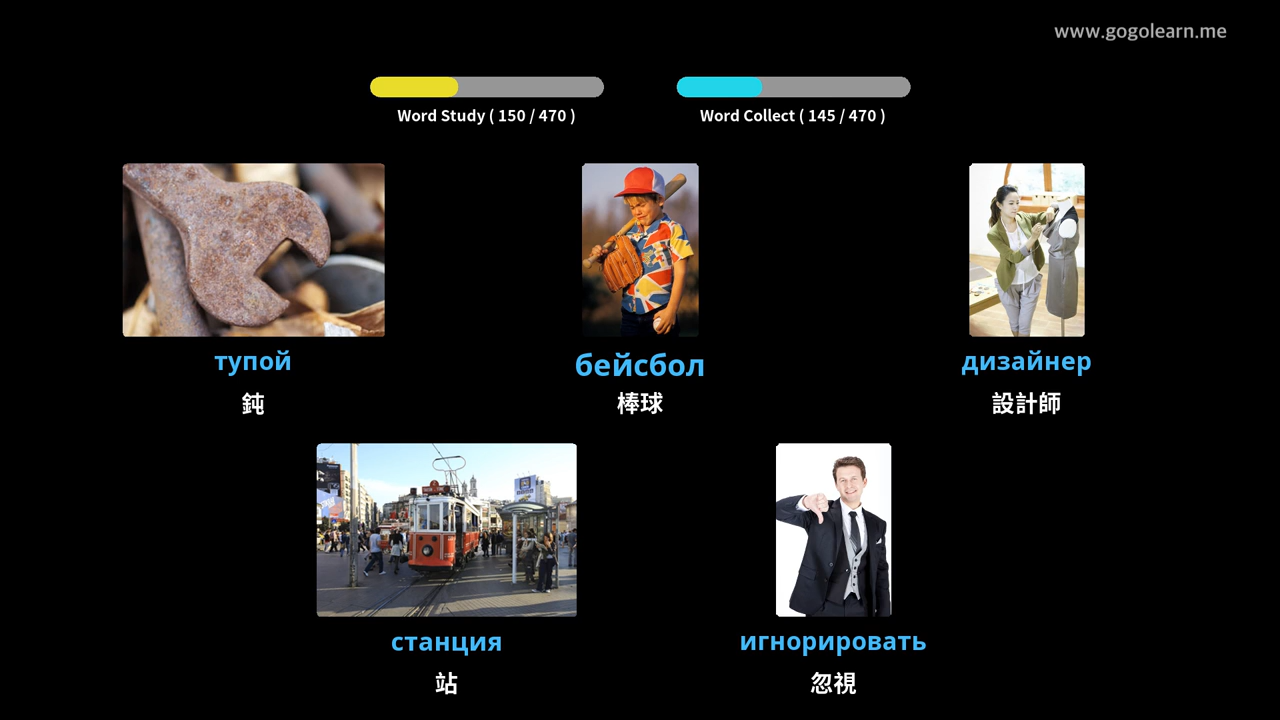 www.gogolearn.me
Word Study ( 150 / 470 )
Word Collect ( 145 / 470 )
тупой
鈍
бейсбол
棒球
дизайнер
設計師
станция
站
игнорировать
忽視